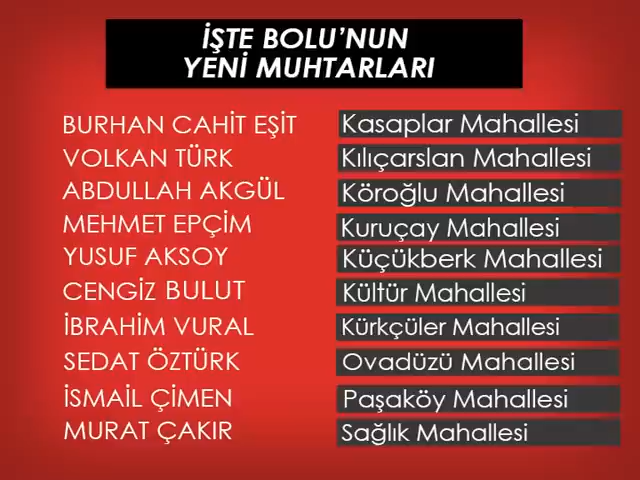 İŞTE BOLU’NUN
YENİ MUHTARLARI
BURHAN CAHİT EŞİT Kasaplar Mahallesi
VOLKAN TÜRK Kılıçarslan Mahallesi
ABDULLAH AKGÜL Köroğlu Mahallesi
MEHMET EPÇİM Kuruçay Mahallesi
YUSUF AKSOY Küçükberk Mahallesi
CENGİZ BULUT Kültür Mahallesi
İBRAHİM VURAL Kürkçüler Mahallesi
SEDAT ÖZTÜRK Ovadüzü Mahallesi
İSMAİL ÇİMEN Paşaköy Mahallesi
MURAT ÇAKIR Sağlık Mahallesi